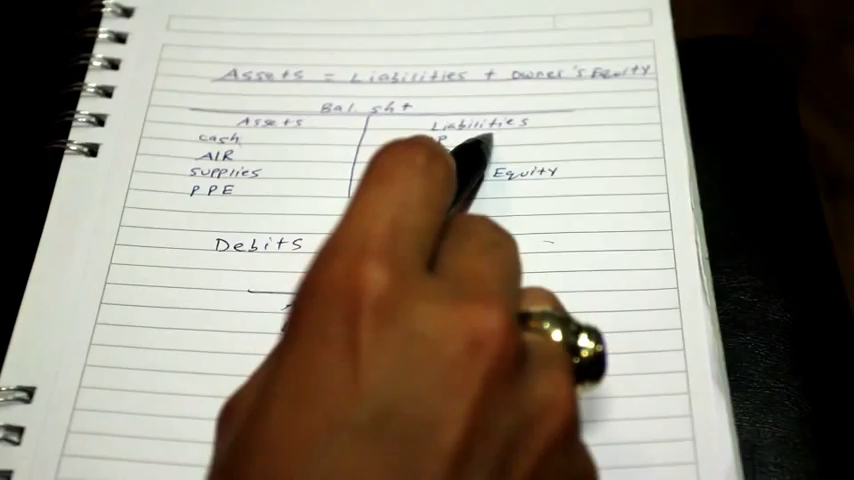 Assets = Liabilities + owner's Equity
Bal sht
Assets Liabilities
cash
A/R
supplies Equity
PPE
Debits